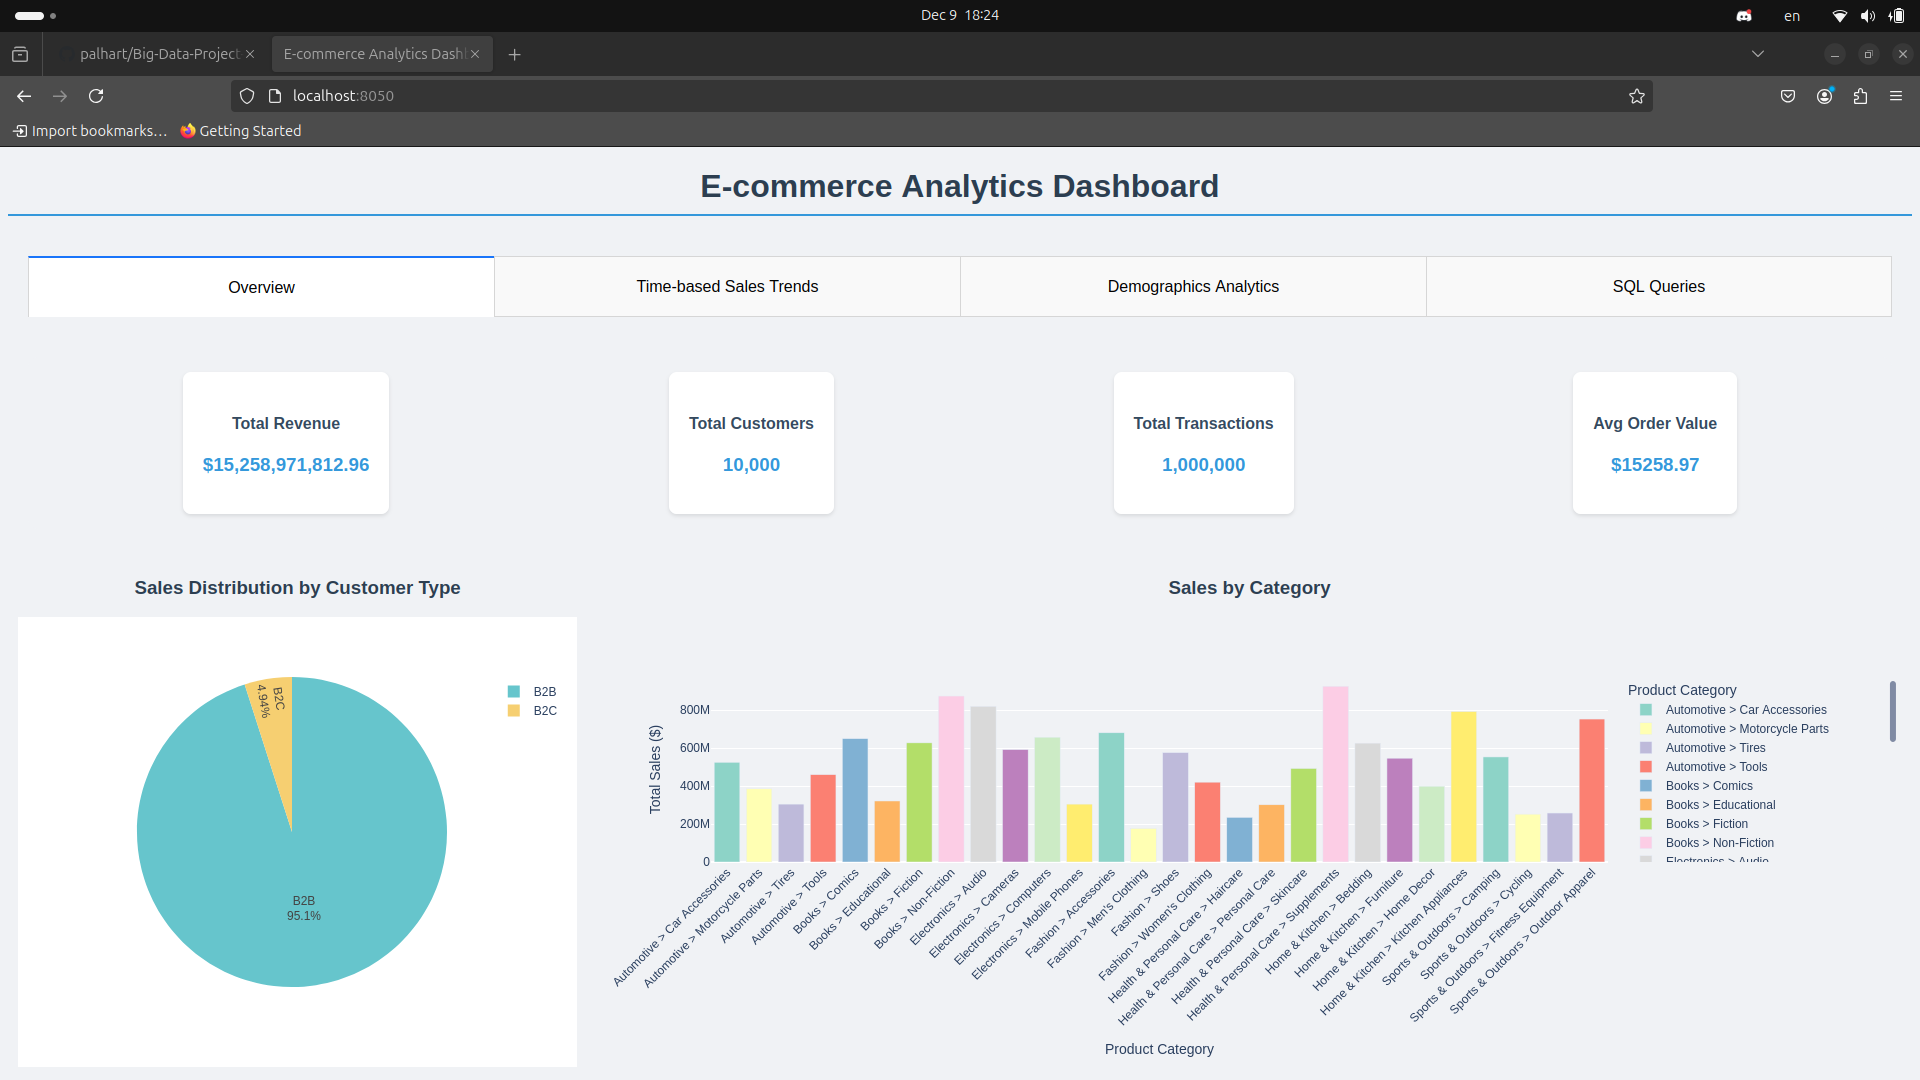 Dec 9 18:24
en
palhart/Big-Data-Project
E-commerce Analytics Dashb
localhost:8050
Import bookmarks...
Getting Started
E-commerce Analytics Dashboard
Overview
Time-based Sales Trends
Demographics Analytics
SQL Queries
Total Revenue
$15,258,971,812.96
Total Customers
10,000
Total Transactions
1,000,000
Avg Order Value
$15258.97
Sales Distribution by Customer Type
B2C
4.94%
B2B
95.1%
B2B
B2C
Sales by Category
Total Sales ($)
800M
600M
400M
200M
0
Automotive > Car Accessories
Automotive > Motorcycle Parts
Automotive > Tires
Automotive > Tools
Books > Comics
Books > Educational
Books > Fiction
Books > Non-Fiction
Electronics > Audio
Electronics > Cameras
Electronics > Computers
Electronics > Mobile Phones
Fashion > Accessories
Fashion > Men's Clothing
Fashion > Shoes
Fashion > Women's Clothing
Health & Personal Care > Haircare
Health & Personal Care > Personal Care
Health & Personal Care > Skincare
Health & Personal Care > Supplements
Home & Kitchen > Bedding
Home & Kitchen > Furniture
Home & Kitchen > Home Decor
Home & Kitchen > Kitchen Appliances
Sports & Outdoors > Camping
Sports & Outdoors > Cycling
Sports & Outdoors > Fitness Equipment
Sports & Outdoors > Outdoor Apparel
Product Category
Product Category
Automotive > Car Accessories
Automotive > Motorcycle Parts
Automotive > Tires
Automotive > Tools
Books > Comics
Books > Educational
Books > Fiction
Books > Non-Fiction
Electronics > Audio